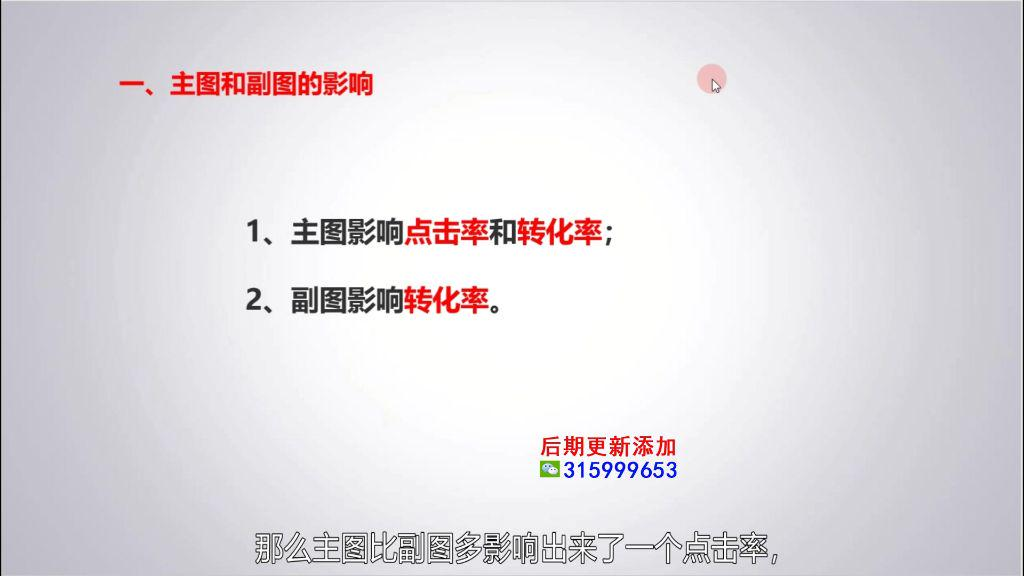 一、主图和副图的影响
1、主图影响点击率和转化率；
2、副图影响转化率。
后期更新添加
315999653
那么主图比副图多影响出来了一个点击率，